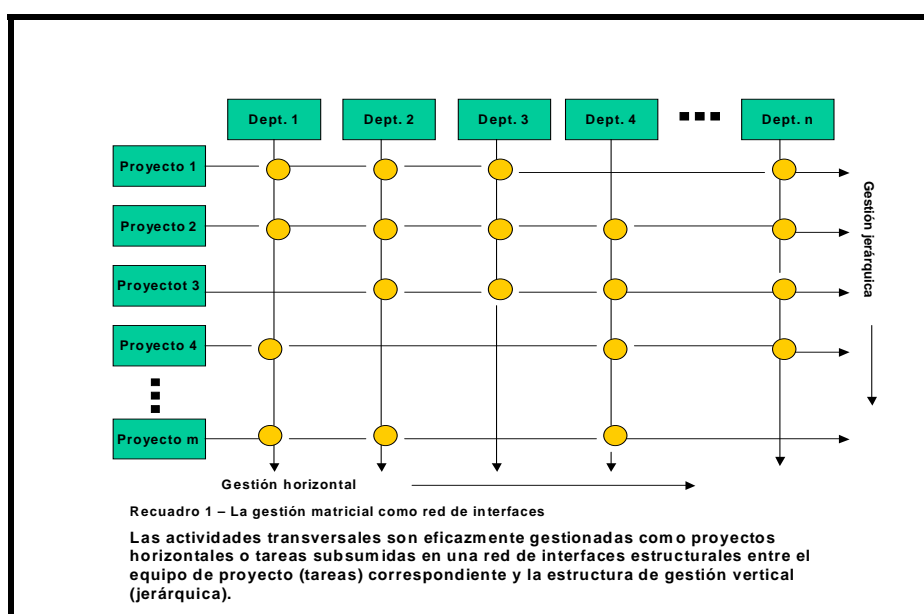 Dept. 1 Dept. 2 Dept. 3 Dept. 4 Dept. n
Proyecto 1
Proyecto 2
Proyectot 3
Proyecto 4
Proyecto m
Gestión jerárquica
Gestión horizontal
Recuadro 1 – La gestión matricial como red de interfaces
Las actividades transversales son eficazmente gestionadas como proyectos
horizontales o tareas subsumidas en una red de interfaces estructurales entre el
equipo de proyecto (tareas) correspondiente y la estructura de gestión vertical
(jerárquica).